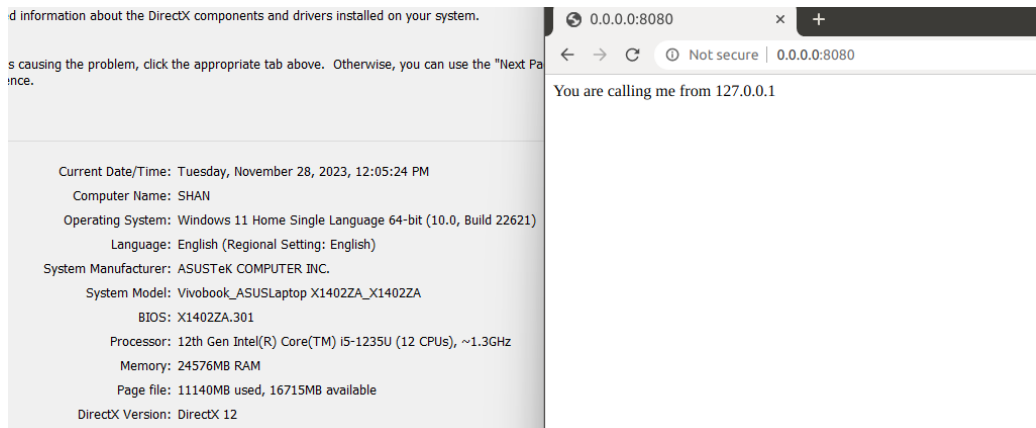 d information about the DirectX components and drivers installed on your system.
s causing the problem, click the appropriate tab above.  Otherwise, you can use the "Next Pa
ence.
Current Date/Time: Tuesday, November 28, 2023, 12:05:24 PM
Computer Name: SHAN
Operating System: Windows 11 Home Single Language 64-bit (10.0, Build 22621)
Language: English (Regional Setting: English)
System Manufacturer: ASUSTeK COMPUTER INC.
System Model: Vivobook_ASUSLaptop X1402ZA_X1402ZA
BIOS: X1402ZA.301
Processor: 12th Gen Intel(R) Core(TM) i5-1235U (12 CPUs), ~1.3GHz
Memory: 24576MB RAM
Page file: 11140MB used, 16715MB available
DirectX Version: DirectX 12
0.0.0.0:8080
Not secure | 0.0.0.0:8080
You are calling me from 127.0.0.1